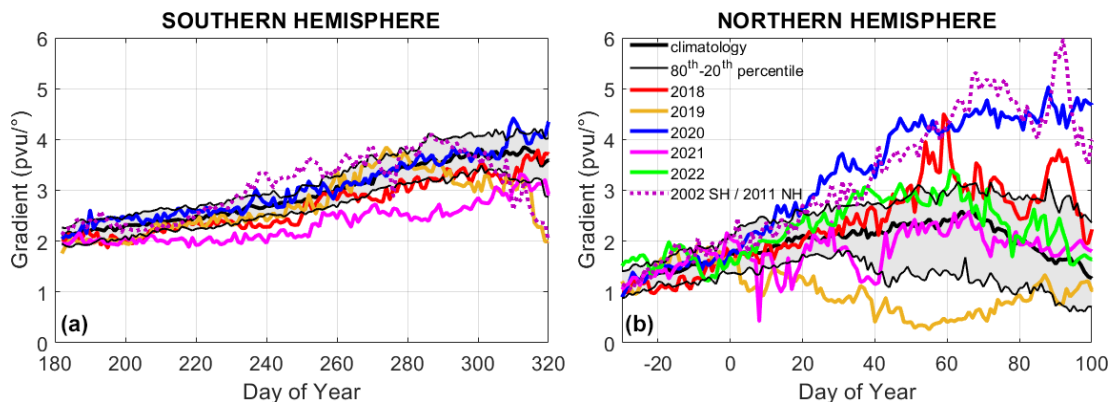 SOUTHERN HEMISPHERE
6
5
4
3
2
1
0
Gradient (pvu/°)
(a)
182 200 220 240 260 280 300 320
Day of Year
NORTHERN HEMISPHERE
6
5
4
3
2
1
0
Gradient (pvu/°)
climatology
80th-20th percentile
2018
2019
2020
2021
2022
2002 SH / 2011 NH
(b)
-20 0 20 40 60 80 100
Day of Year